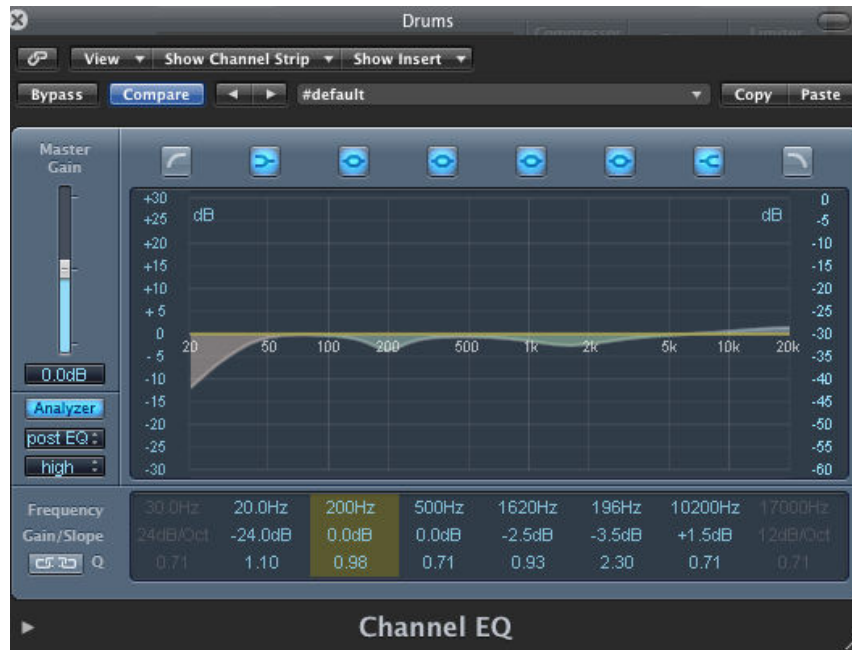 Drums
View Show Channel Strip Show Insert
Bypass Compare #default Copy Paste
Master
Gain
+30 dB dB 0
+25 -5
+20 -10
+15 -15
+10 -20
+5 -25
0 -30
20 50 100 200 500 1k 2k 5k 10k 20k
-5 -35
-10 -40
-15 -45
-20 -50
-25 -55
-30 -60
0.0dB
Analyzer
post EQ
high
Frequency 30.0Hz 20.0Hz 200Hz 500Hz 1620Hz 196Hz 10200Hz 17000Hz
Gain/Slope 24dB/Oct -24.0dB 0.0dB 0.0dB -2.5dB -3.5dB +1.5dB 12dB/Oct
Q 0.71 1.10 0.98 0.71 0.93 2.30 0.71 0.71
Channel EQ